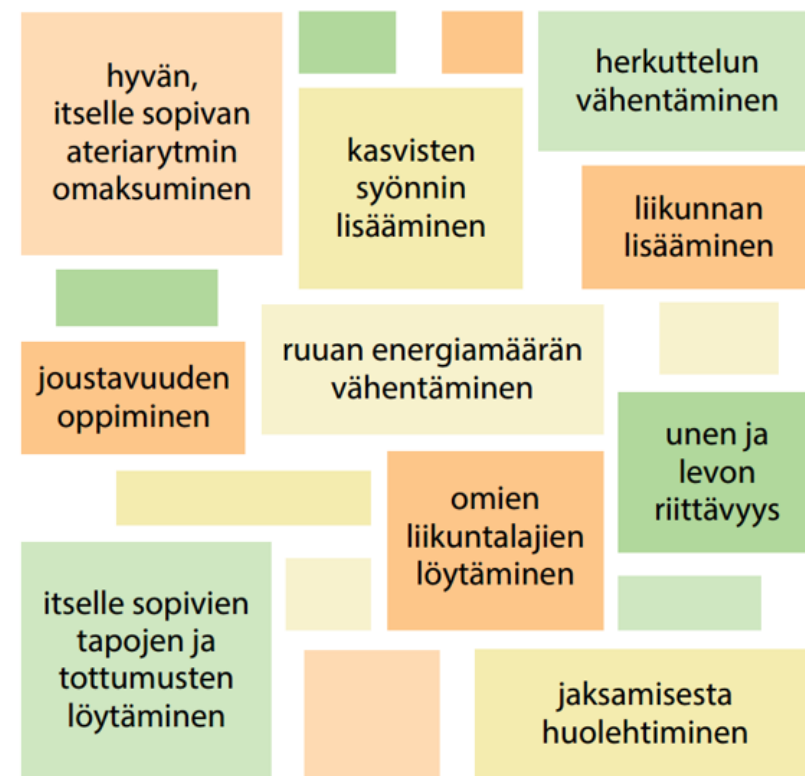 hyvän,
itselle sopivan
ateriarytmin
omaksuminen
kasvisten
syönnin
lisääminen
herkuttelun
vähentäminen
liikunnan
lisääminen
joustavuuden
oppiminen
ruuan energiamäärän
vähentäminen
unen ja
levon
riittävyys
omien
liikuntalajien
löytäminen
itselle sopivien
tapojen ja
tottumusten
löytäminen
jaksamisesta
huolehtiminen